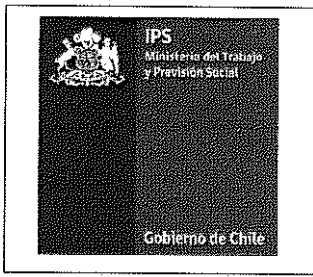 IPS
Ministerio del Trabajo
y Previsión Social
Gobierno de Chile